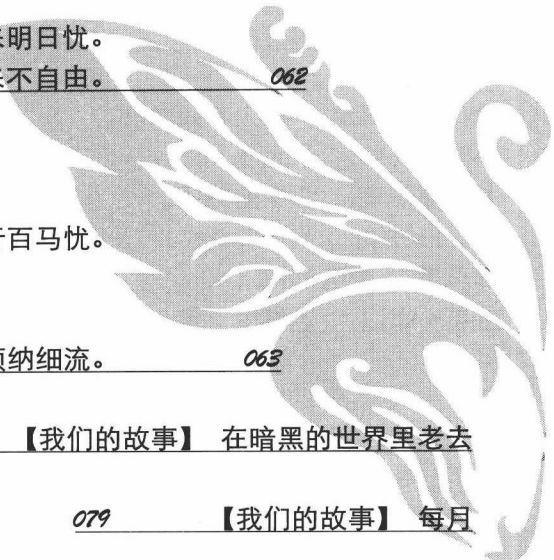 明日忧。
不自由。 062
百马忧。
纳细流。 063
【我们的故事】 在暗黑的世界里老去
079 【我们的故事】 每月